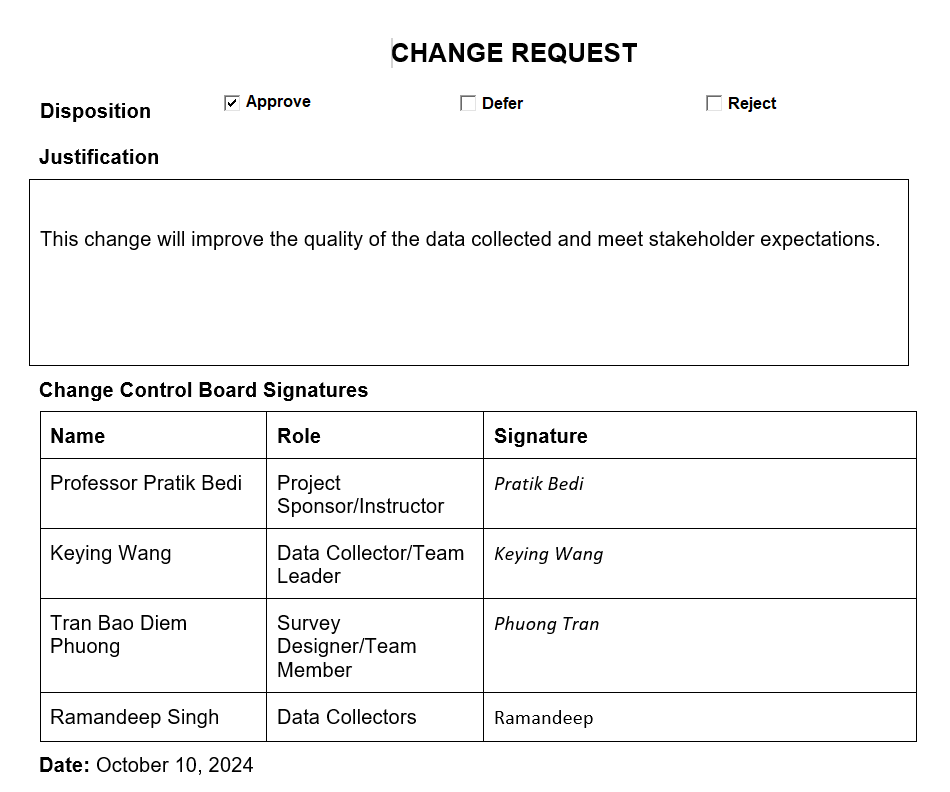 CHANGE REQUEST
Disposition Approve Defer Reject
Justification
This change will improve the quality of the data collected and meet stakeholder expectations.
Change Control Board Signatures
Name Role Signature
Professor Pratik Bedi Project Pratik Bedi
Sponsor/Instructor
Keying Wang Data Collector/Team Keying Wang
Leader
Tran Bao Diem Survey Phuong Tran
Phuong Designer/Team
Member
Ramandeep Singh Data Collectors Ramandeep
Date: October 10, 2024